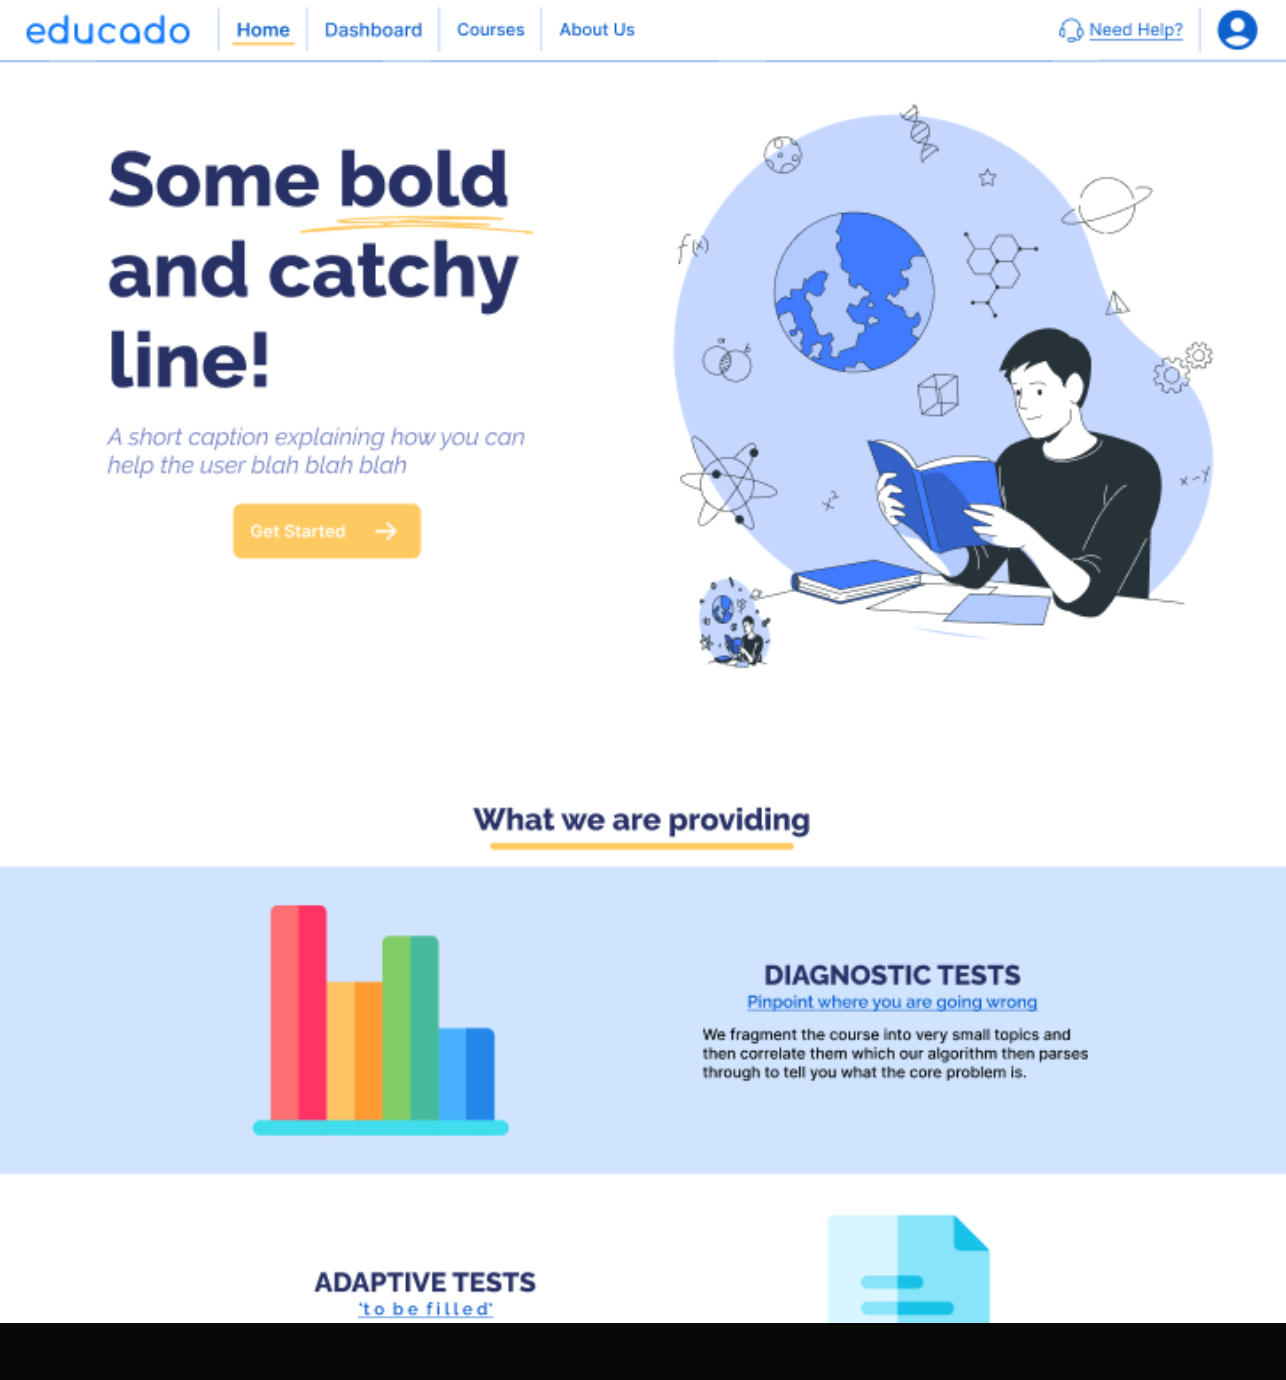 educado
Home
Dashboard
Courses
About Us
Need Help?
Some bold
and catchy
line!
A short caption explaining how you can
help the user blah blah blah
Get Started
f(x)
a
b
x²
x-y
What we are providing
DIAGNOSTIC TESTS
Pinpoint where you are going wrong
We fragment the course into very small topics and
then correlate them which our algorithm then parses
through to tell you what the core problem is.
ADAPTIVE TESTS
'to be filled'